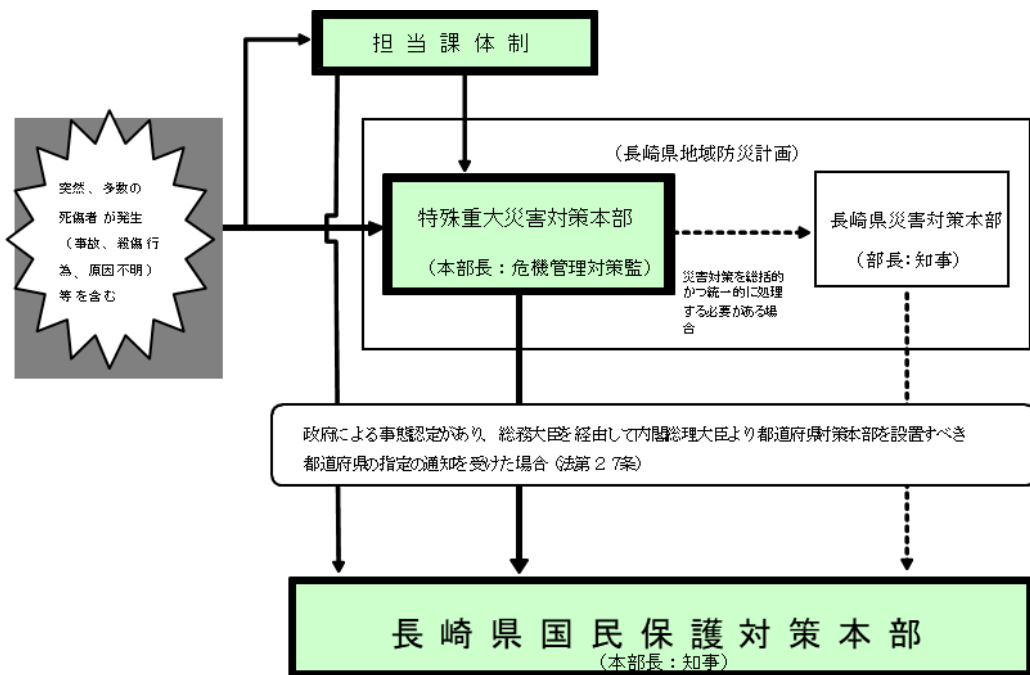 担当課体制
（長崎県地域防災計画）
突然、多数の
死傷者が発生
（事故、殺傷行
為、原因不明）
等を含む
特殊重大災害対策本部
（本部長：危機管理対策監）
災害対策を総括的
かつ統一的に処理
する必要がある場
合
長崎県災害対策本部
（部長：知事）
政府による事態認定があり、総務大臣を経由して内閣総理大臣より都道府県対策本部を設置すべき
都道府県の指定の通知を受けた場合（法第２７条）
長崎県国民保護対策本部
（本部長：知事）